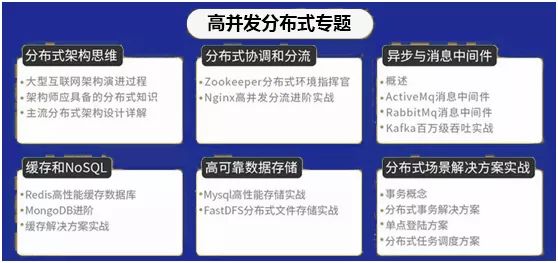 高并发分布式专题
分布式架构思维
•大型互联网架构演进过程
•架构师应具备的分布式知识
•主流分布式架构设计详解
分布式协调和分流
•Zookeeper分布式环境指挥官
•Nginx高并发分流进阶实战
异步与消息中间件
•概述
•ActiveMq消息中间件
•RabbitMq消息中间件
•Kafka百万级吞吐实战
缓存和NoSQL
•Redis高性能缓存数据库
•MongoDB进阶
•缓存解决方案实战
高可靠数据存储
•Mysql高性能存储实战
•FastDFS分布式文件存储实战
分布式场景解决方案实战
•事务概念
•分布式事务解决方案
•单点登陆方案
•分布式任务调度方案